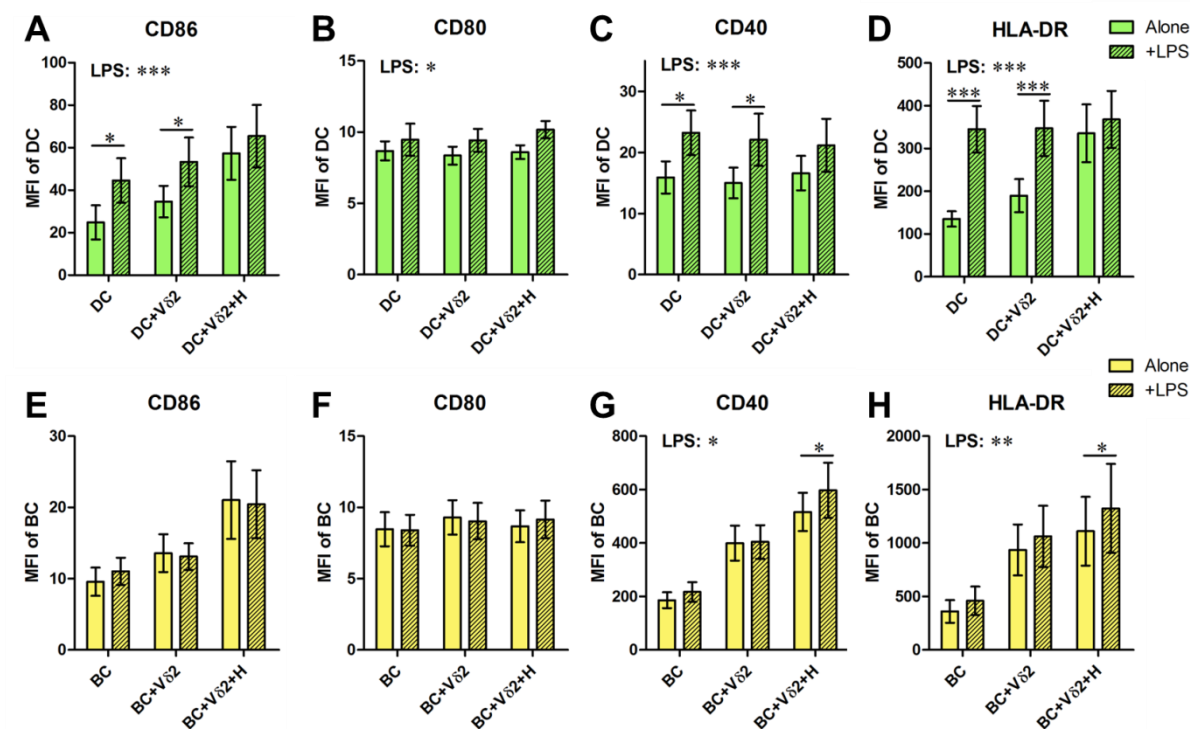 A
CD86
LPS: ***
MFI of DC
100
80
60
40
20
0
*
*
DC
DC+Vδ2
DC+Vδ2+H
B
CD80
LPS: *
MFI of DC
15
10
5
0
DC
DC+Vδ2
DC+Vδ2+H
C
CD40
LPS: ***
MFI of DC
30
20
10
0
*
*
DC
DC+Vδ2
DC+Vδ2+H
D
HLA-DR
Alone
+LPS
LPS: ***
MFI of DC
500
400
300
200
100
0
***
***
DC
DC+Vδ2
DC+Vδ2+H
E
CD86
MFI of BC
30
20
10
0
BC
BC+Vδ2
BC+Vδ2+H
F
CD80
MFI of BC
15
10
5
0
BC
BC+Vδ2
BC+Vδ2+H
G
CD40
LPS: *
MFI of BC
800
600
400
200
0
*
BC
BC+Vδ2
BC+Vδ2+H
H
HLA-DR
Alone
+LPS
LPS: **
MFI of BC
2000
1500
1000
500
0
*
BC
BC+Vδ2
BC+Vδ2+H